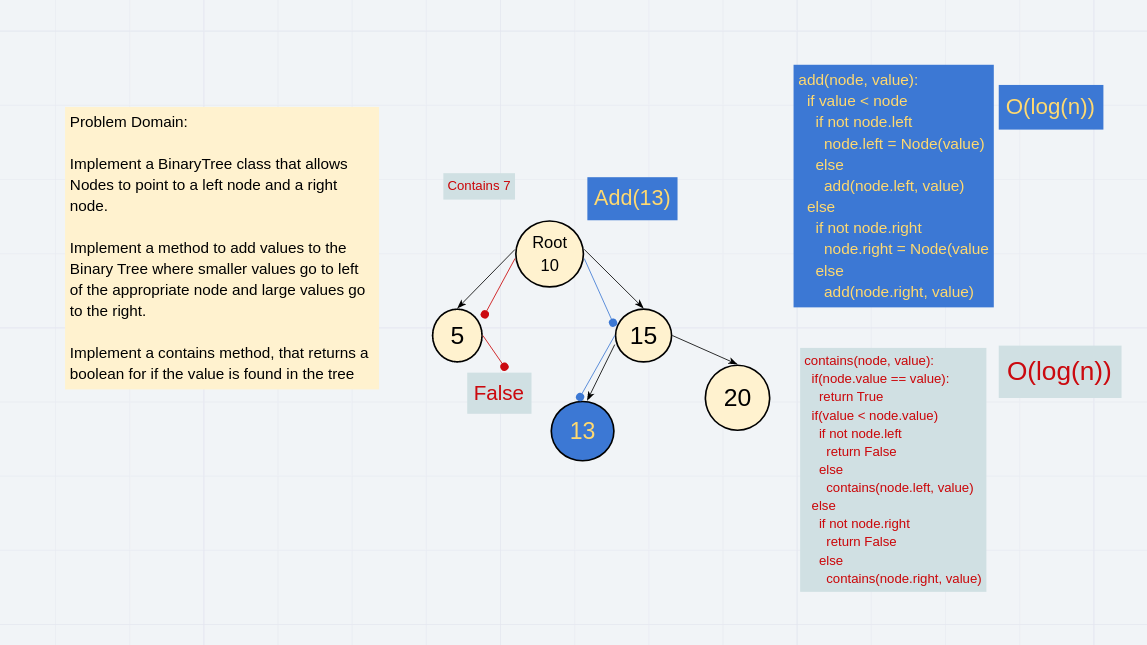 Problem Domain:
Implement a BinaryTree class that allows
Nodes to point to a left node and a right
node.
Implement a method to add values to the
Binary Tree where smaller values go to left
of the appropriate node and large values go
to the right.
Implement a contains method, that returns a
boolean for if the value is found in the tree
Contains 7
Add(13)
Root
10
5
15
False
13
20
add(node, value):
if value < node
if not node.left
node.left = Node(value)
else
add(node.left, value)
else
if not node.right
node.right = Node(value
else
add(node.right, value)
O(log(n))
contains(node, value):
if(node.value == value):
return True
if(value < node.value)
if not node.left
return False
else
contains(node.left, value)
else
if not node.right
return False
else
contains(node.right, value)
O(log(n))